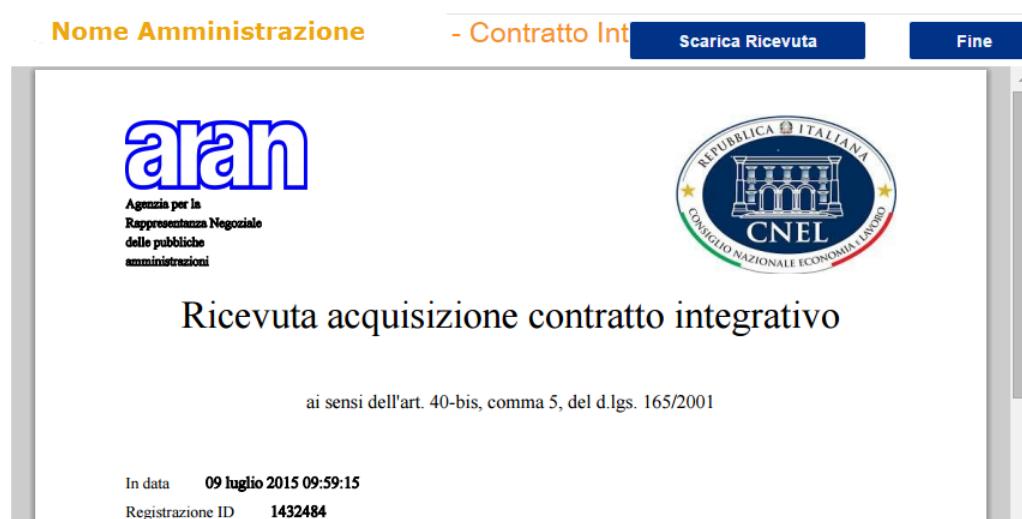 Nome Amministrazione - Contratto Int
Scarica Ricevuta
Fine
aran
Agenzia per la
Rappresentanza Negoziale
delle pubbliche
amministrazioni
REPUBBLICA ITALIANA
CNEL
CONSIGLIO NAZIONALE ECONOMIA E LAVORO
Ricevuta acquisizione contratto integrativo
ai sensi dell'art. 40-bis, comma 5, del d.lgs. 165/2001
In data 09 luglio 2015 09:59:15
Registrazione ID 1432484